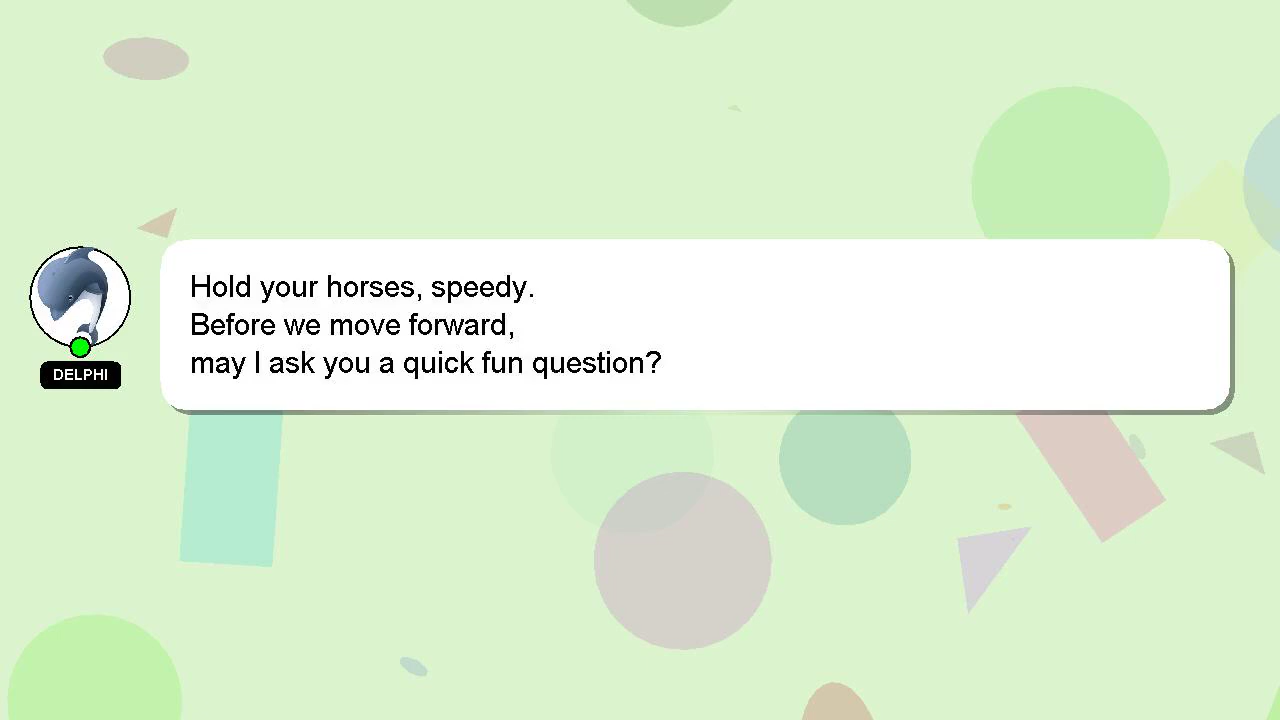 Hold your horses, speedy.
Before we move forward,
may I ask you a quick fun question?
DELPHI